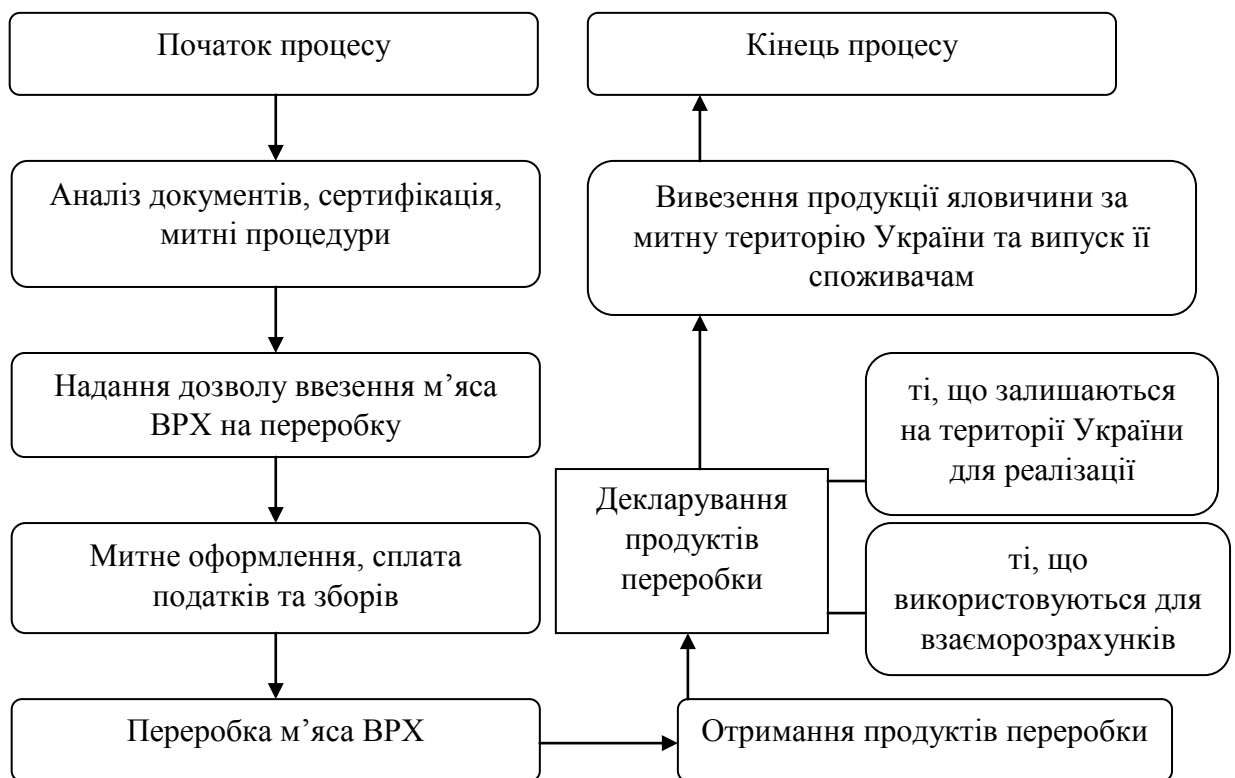 Початок процесу
Аналіз документів, сертифікація,
митні процедури
Надання дозволу ввезення м’яса
ВРХ на переробку
Митне оформлення, сплата
податків та зборів
Переробка м’яса ВРХ
Отримання продуктів переробки
Декларування
продуктів
переробки
ті, що залишаються
на території України
для реалізації
ті, що
використовуються для
взаєморозрахунків
Вивезення продукції яловичини за
митну територію України та випуск її
споживачам
Кінець процесу